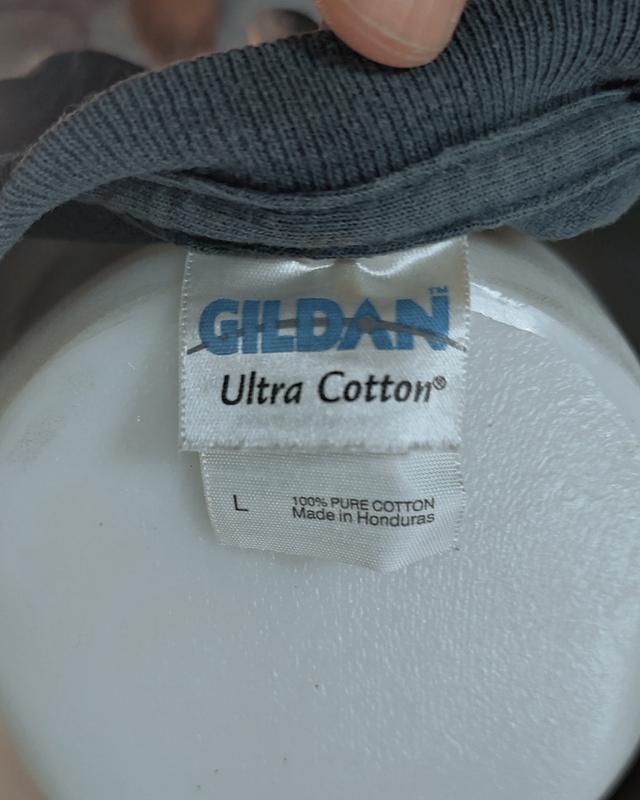 GILDAN™
Ultra Cotton®
L
100% PURE COTTON
Made in Honduras